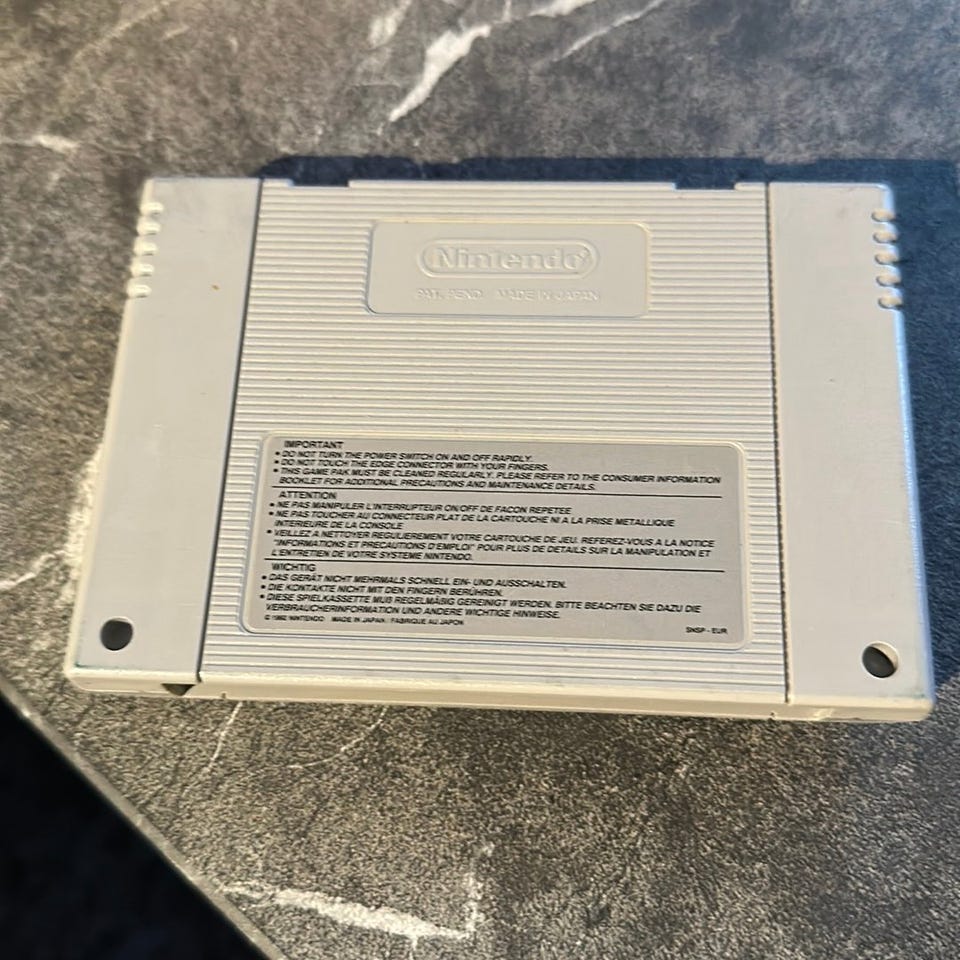 Nintendo
PAT. PEND. MADE IN JAPAN
IMPORTANT
• DO NOT TURN THE POWER SWITCH ON AND OFF RAPIDLY.
• DO NOT TOUCH THE EDGE CONNECTOR WITH YOUR FINGERS.
• THIS GAME PAK MUST BE CLEANED REGULARLY. PLEASE REFER TO THE CONSUMER INFORMATION
BOOKLET FOR ADDITIONAL PRECAUTIONS AND MAINTENANCE DETAILS.
ATTENTION
• NE PAS MANIPULER L'INTERRUPTEUR ON/OFF DE FACON REPETEE
• NE PAS TOUCHER AU CONNECTEUR PLAT DE LA CARTOUCHE NI A LA PRISE METALLIQUE
INTERIEURE DE LA CONSOLE
• VEILLEZ A NETTOYER REGULIEREMENT VOTRE CARTOUCHE DE JEU. REFEREZ-VOUS A LA NOTICE
"INFORMATIONS ET PRECAUTIONS D'EMPLOI" POUR PLUS DE DETAILS SUR LA MANIPULATION ET
L'ENTRETIEN DE VOTRE SYSTEME NINTENDO.
WICHTIG
• DAS GERÄT NICHT MEHRMALS SCHNELL EIN- UND AUSSCHALTEN.
• DIE KONTAKTE NICHT MIT DEN FINGERN BERÜHREN.
• DIESE SPIELKASSETTE MUß REGELMÄßIG GEREINIGT WERDEN. BITTE BEACHTEN SIE DAZU DIE
VERBRAUCHERINFORMATION UND ANDERE WICHTIGE HINWEISE.
© 1992 NINTENDO MADE IN JAPAN / FABRIQUE AU JAPON
SNSP - EUR